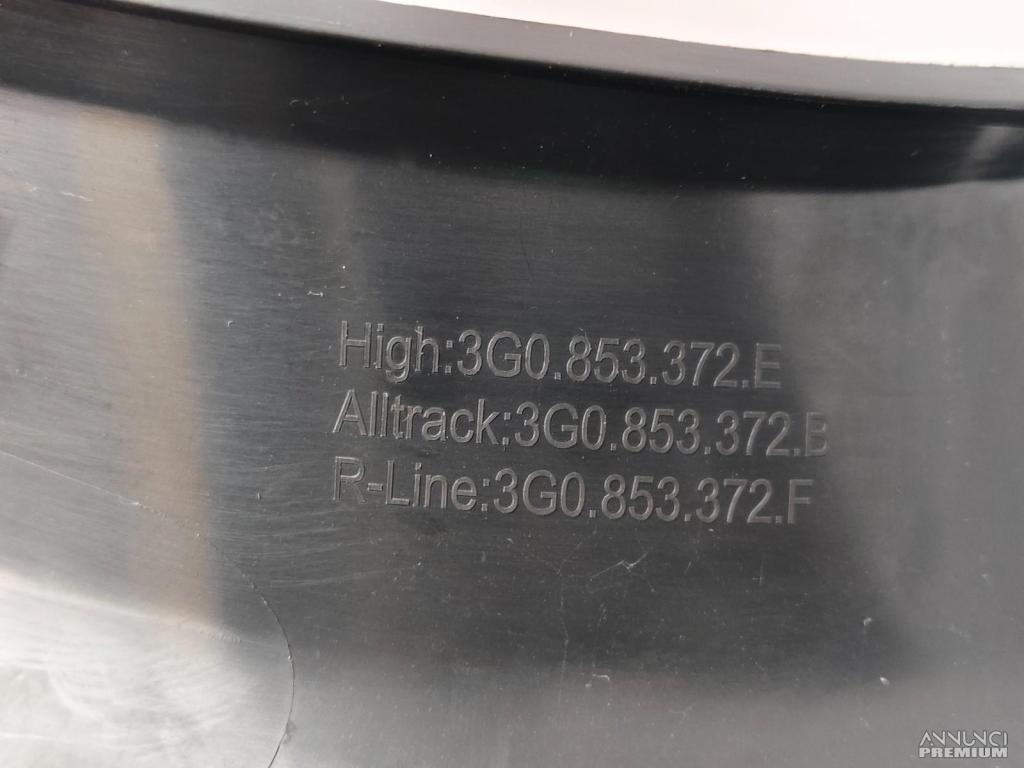 High:3G0.853.372.E
Alltrack:3G0.853.372.B
R-Line:3G0.853.372.F
ANNUNCI
PREMIUM